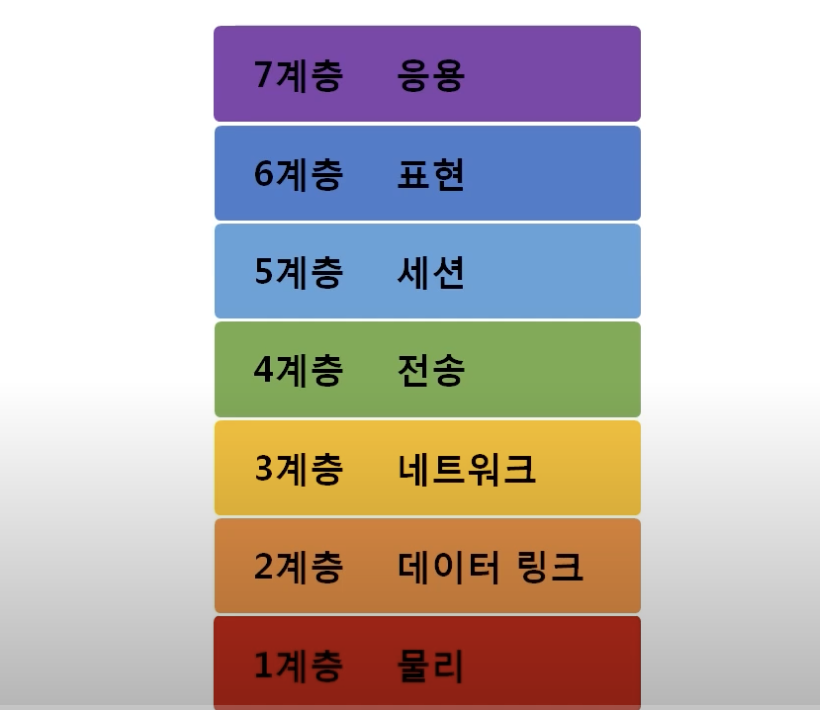 7계층 응용
6계층 표현
5계층 세션
4계층 전송
3계층 네트워크
2계층 데이터 링크
1계층 물리